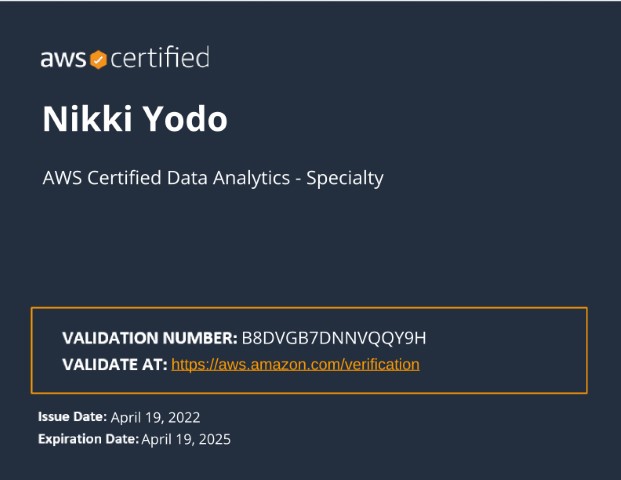 aws certified
Nikki Yodo
AWS Certified Data Analytics - Specialty
VALIDATION NUMBER: B8DVGB7DNNVQQY9H
VALIDATE AT: https://aws.amazon.com/verification
Issue Date: April 19, 2022
Expiration Date: April 19, 2025